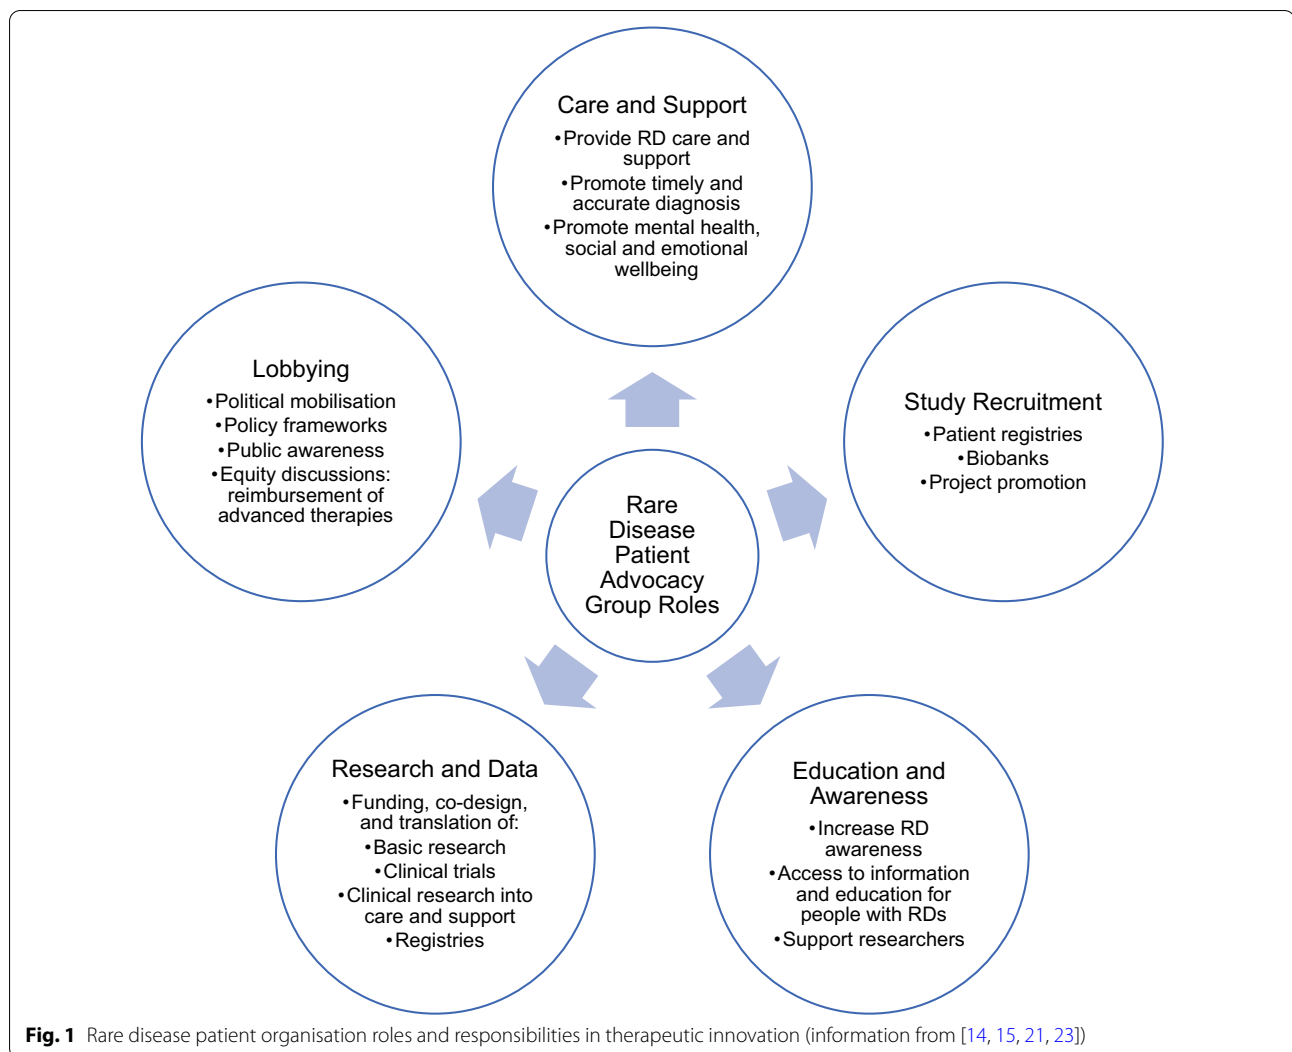 Care and Support
•Provide RD care and
support
•Promote timely and
accurate diagnosis
•Promote mental health,
social and emotional
wellbeing
Lobbying
•Political mobilisation
•Policy frameworks
•Public awareness
•Equity discussions:
reimbursement of
advanced therapies
Study Recruitment
•Patient registries
•Biobanks
•Project promotion
Rare
Disease
Patient
Advocacy
Group Roles
Research and Data
•Funding, co-design,
and translation of:
•Basic research
•Clinical trials
•Clinical research into
care and support
•Registries
Education and
Awareness
•Increase RD
awareness
•Access to information
and education for
people with RDs
•Support researchers
Fig. 1 Rare disease patient organisation roles and responsibilities in therapeutic innovation (information from [14, 15, 21, 23])